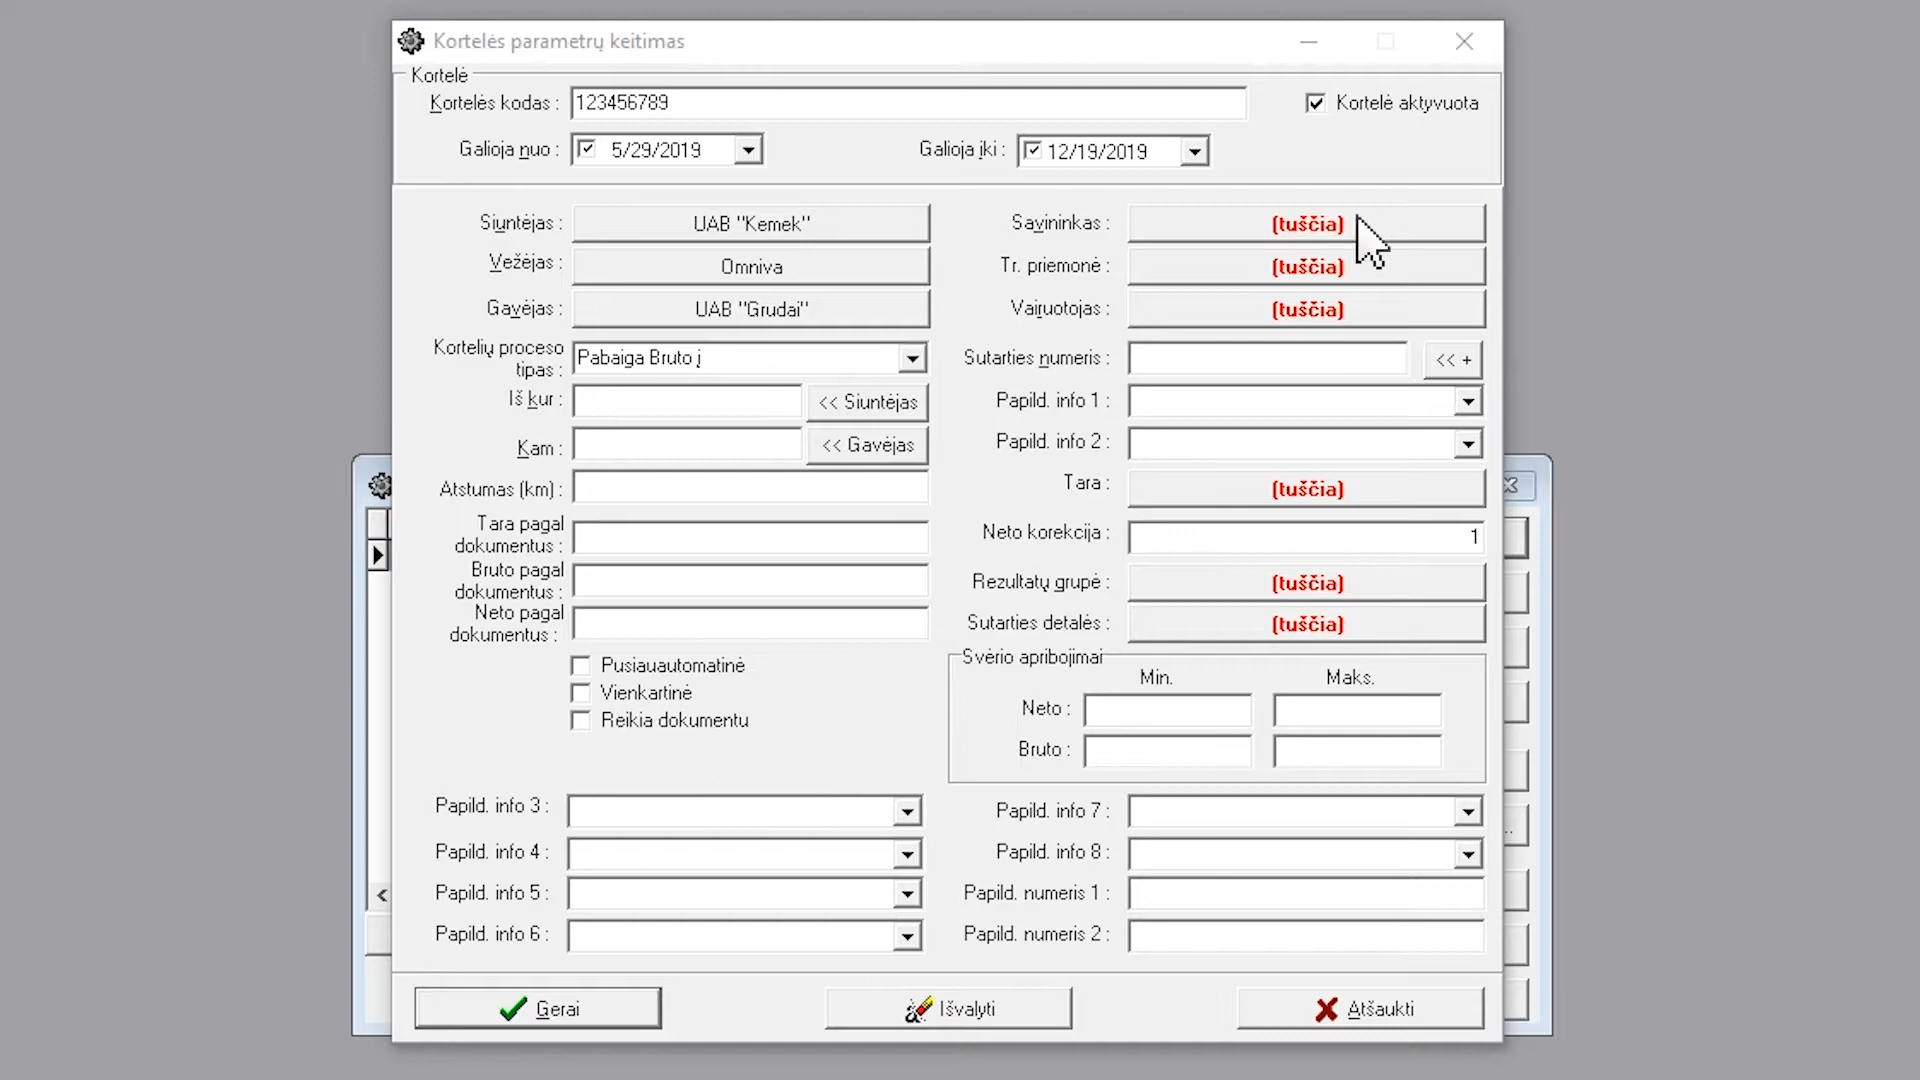 Kortelės parametrų keitimas
Kortelė
Kortelės kodas : 123456789 Kortelė aktyvuota
Galioja nuo : 5/29/2019 Galioja iki : 12/19/2019
Siuntėjas : UAB "Kemek" Savininkas : (tuščia)
Vežėjas : Omniva Tr. priemonė : (tuščia)
Gavėjas : UAB "Grudai" Vairuotojas : (tuščia)
Kortelių proceso
tipas : Pabaiga Bruto į Sutarties numeris : << +
Iš kur : << Siuntėjas Papild. info 1 :
Kam : << Gavėjas Papild. info 2 :
Atstumas (km) : Tara : (tuščia)
Tara pagal
dokumentus : Neto korekcija : 1
Bruto pagal
dokumentus : Rezultatų grupė : (tuščia)
Neto pagal
dokumentus : Sutarties detalės : (tuščia)
Pusiauautomatinė
Vienkartinė
Reikia dokumentu
Svėrio apribojimai
Min. Maks.
Neto :
Bruto :
Papild. info 3 : Papild. info 7 :
Papild. info 4 : Papild. info 8 :
Papild. info 5 : Papild. numeris 1 :
Papild. info 6 : Papild. numeris 2 :
Gerai Išvalyti Atšaukti